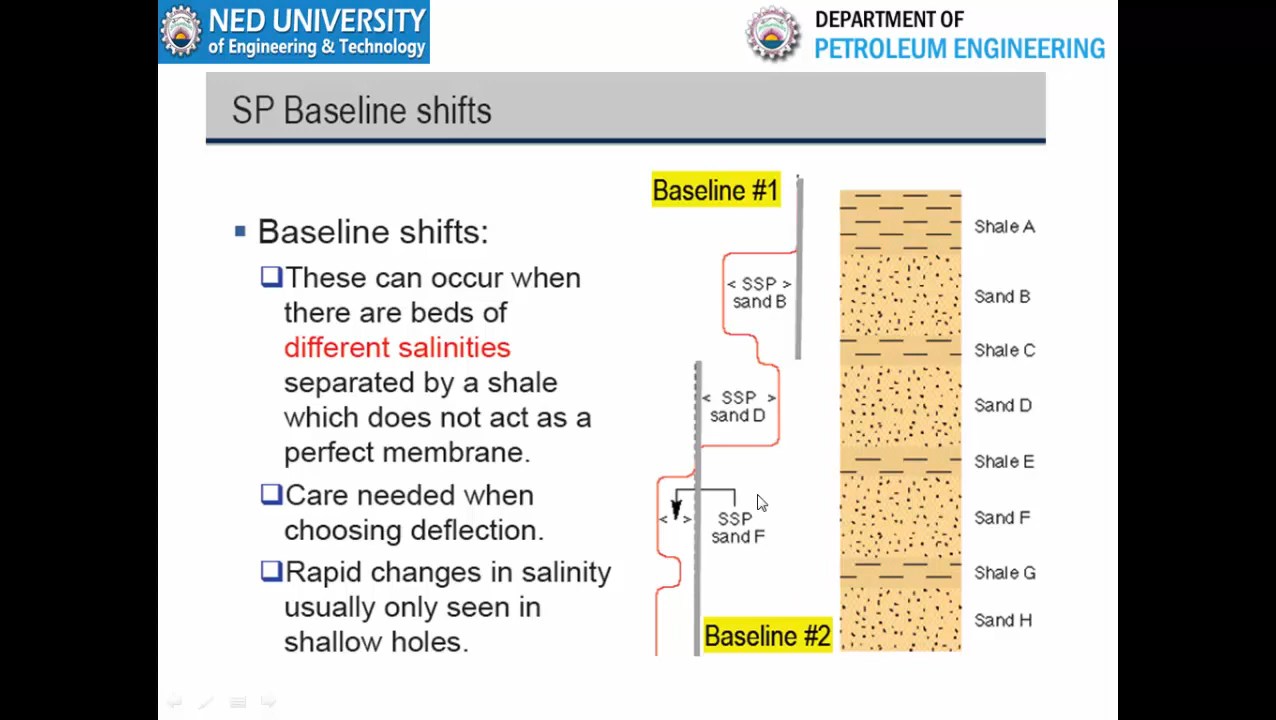 NED UNIVERSITY
of Engineering & Technology
DEPARTMENT OF
PETROLEUM ENGINEERING
SP Baseline shifts
Baseline shifts:
These can occur when
there are beds of
different salinities
separated by a shale
which does not act as a
perfect membrane.
Care needed when
choosing deflection.
Rapid changes in salinity
usually only seen in
shallow holes.
Baseline #1
< SSP >
sand B
< SSP >
sand D
< >
SSP
sand F
Baseline #2
Shale A
Sand B
Shale C
Sand D
Shale E
Sand F
Shale G
Sand H